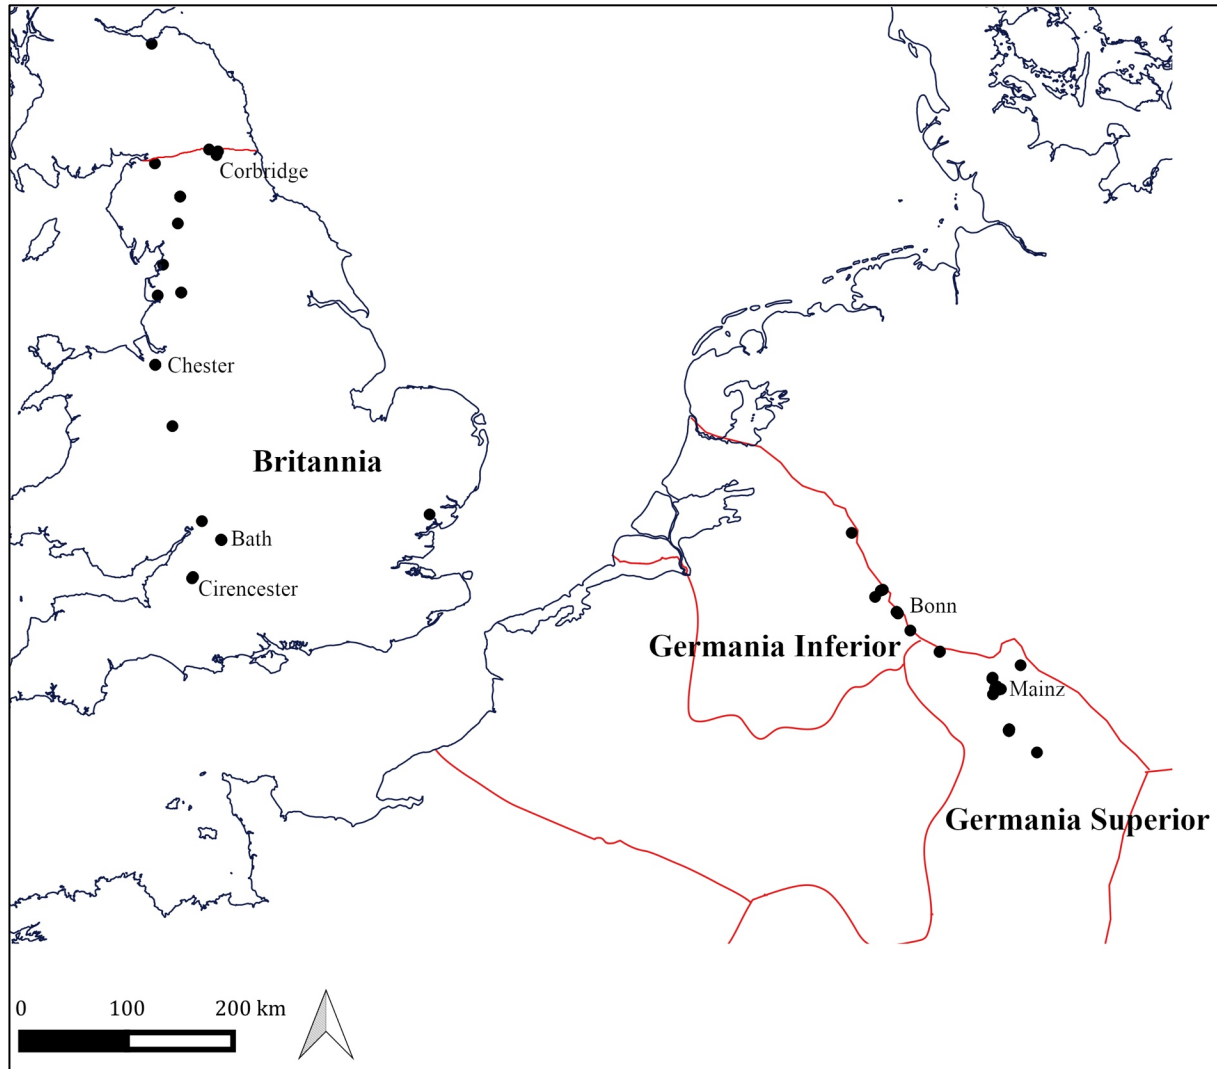 Corbridge
Chester
Britannia
Bath
Cirencester
Bonn
Germania Inferior
Mainz
Germania Superior
0 100 200 km